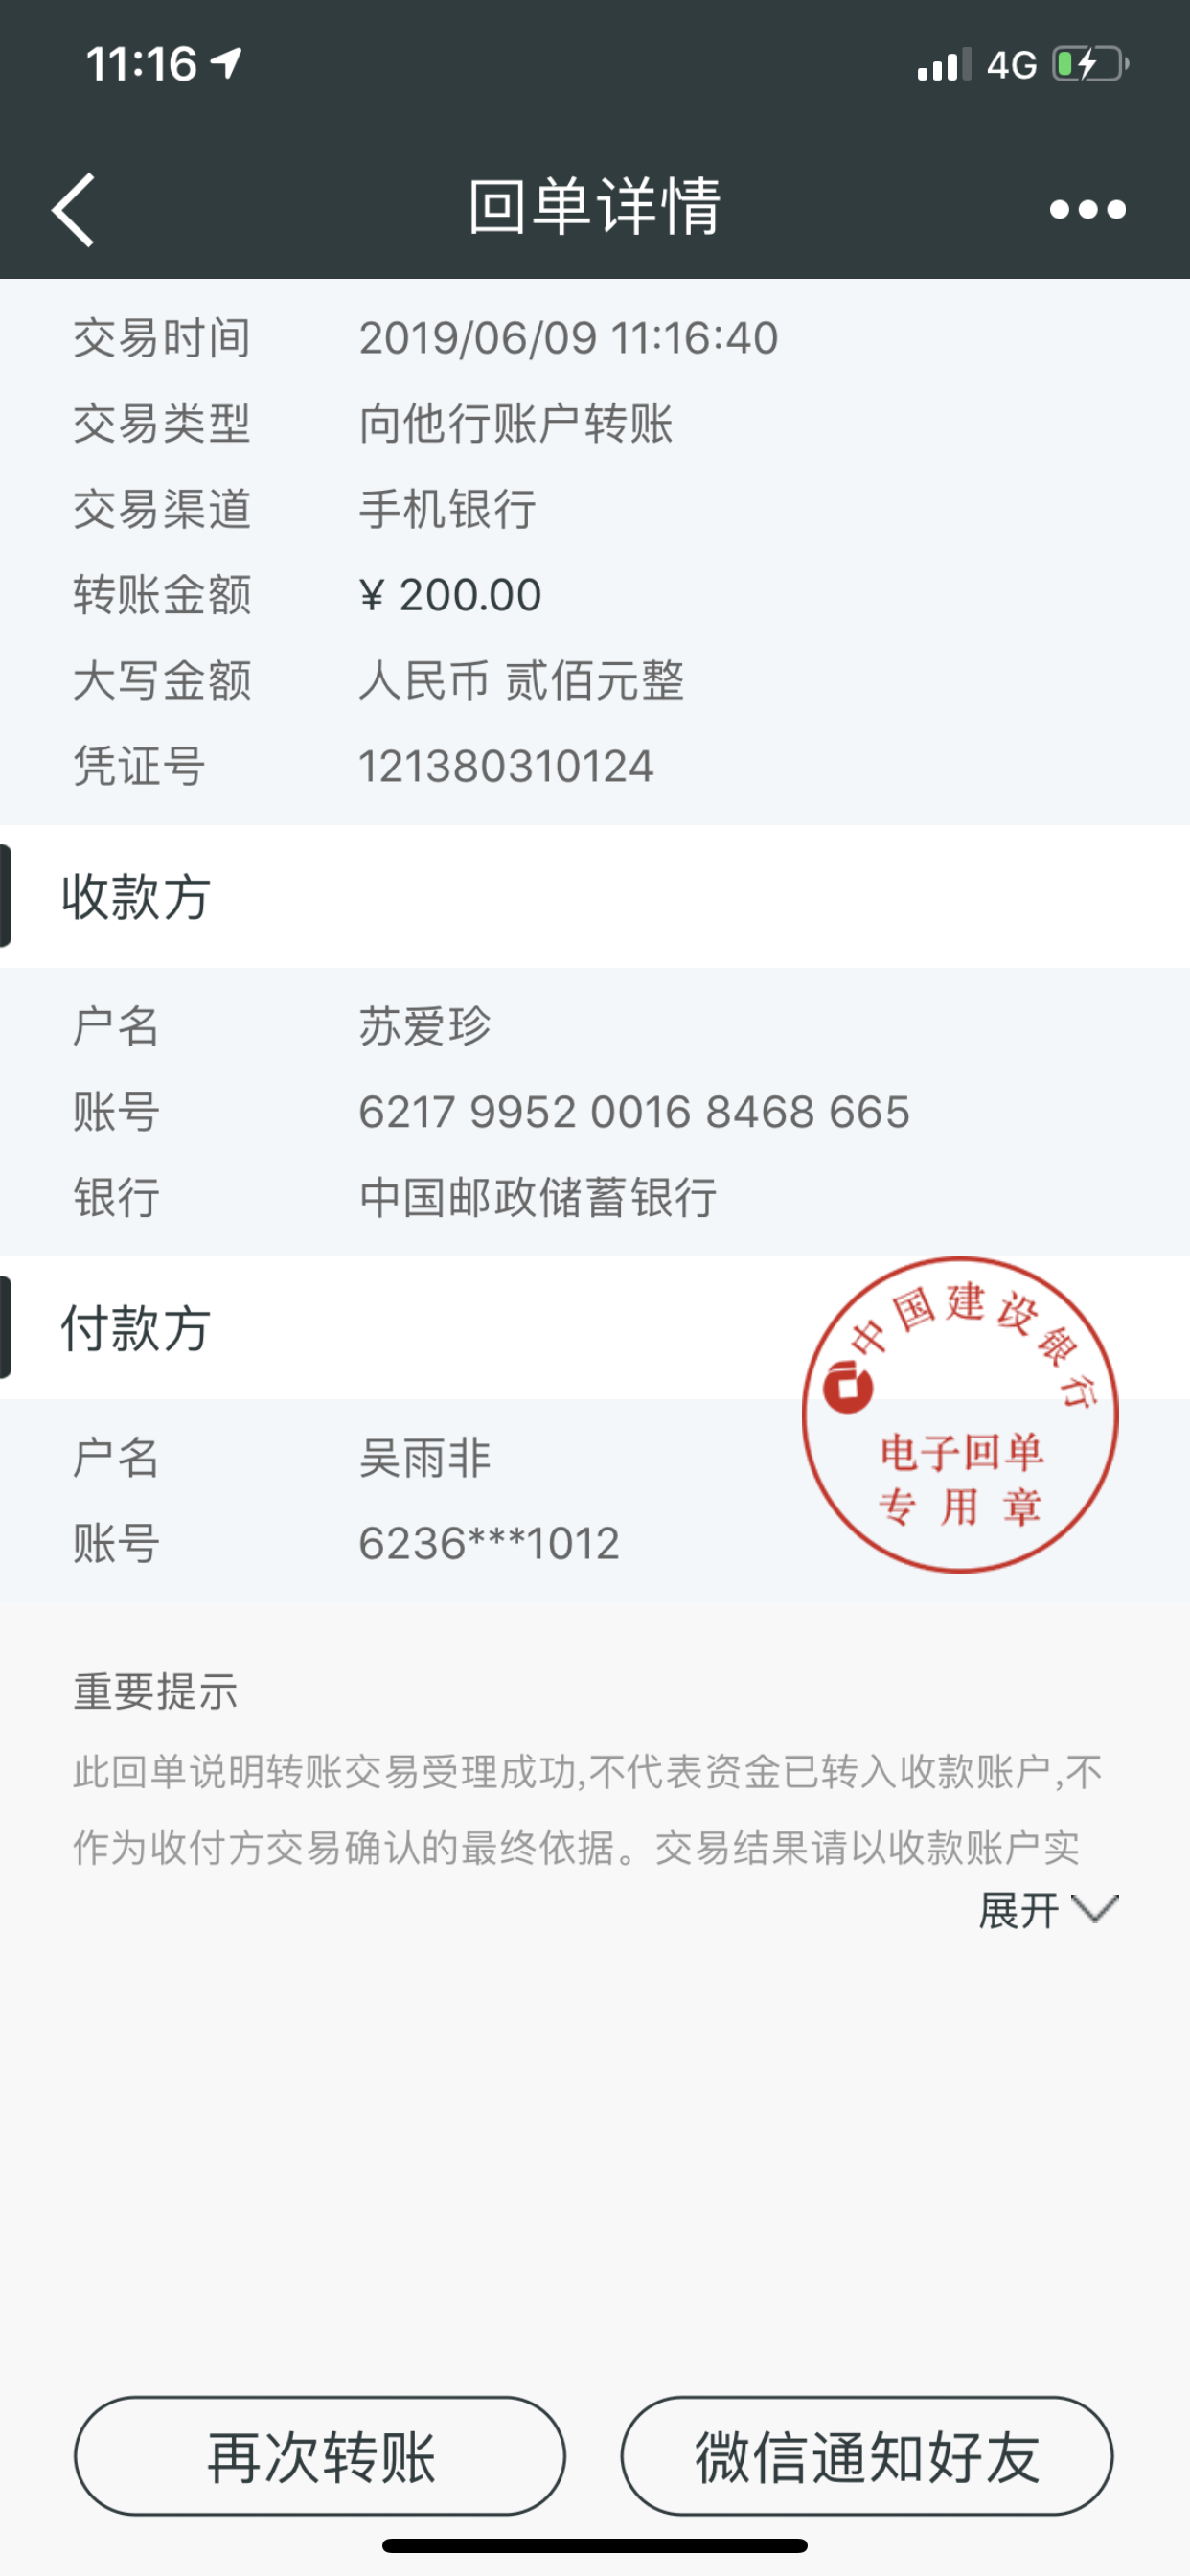 11:16 4G
回单详情
交易时间 2019/06/09 11:16:40
交易类型 向他行账户转账
交易渠道 手机银行
转账金额 ¥ 200.00
大写金额 人民币 贰佰元整
凭证号 121380310124
收款方
户名 苏爱珍
账号 6217 9952 0016 8468 665
银行 中国邮政储蓄银行
付款方
中国建设银行
电子回单
专用章
户名 吴雨非
账号 6236***1012
重要提示
此回单说明转账交易受理成功,不代表资金已转入收款账户,不
作为收付方交易确认的最终依据。交易结果请以收款账户实
展开
再次转账 微信通知好友